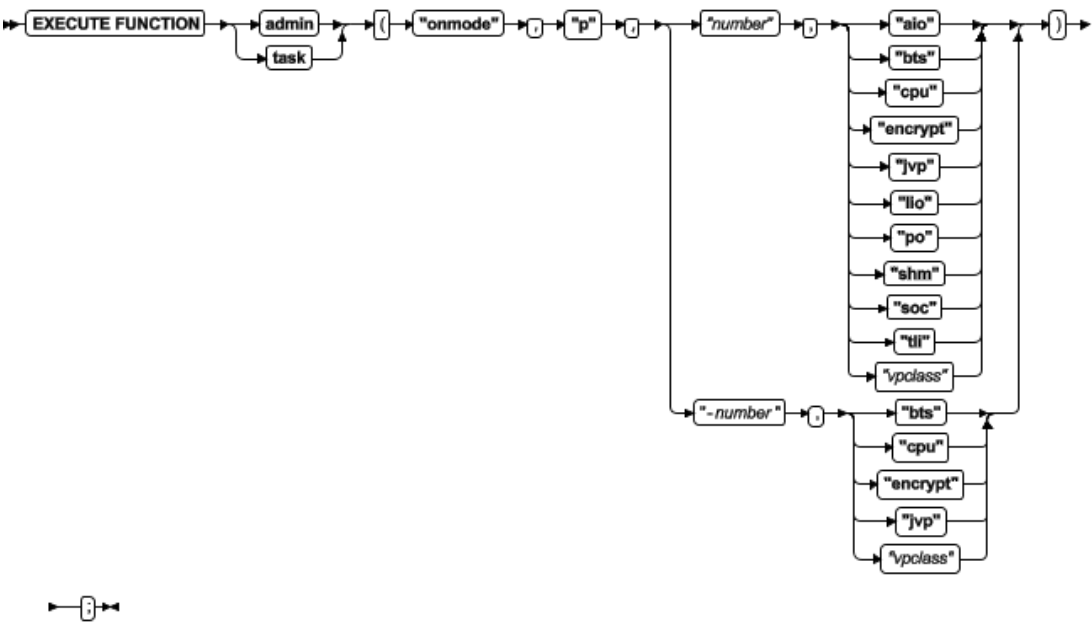 EXECUTE FUNCTION admin ( "onmode" , "p" , "number" , "aio" )
task "bts"
"cpu"
"encrypt"
"jvp"
"lio"
"po"
"shm"
"soc"
"tli"
"vpclass"
"-number" , "bts"
"cpu"
"encrypt"
"jvp"
"vpclass"
;